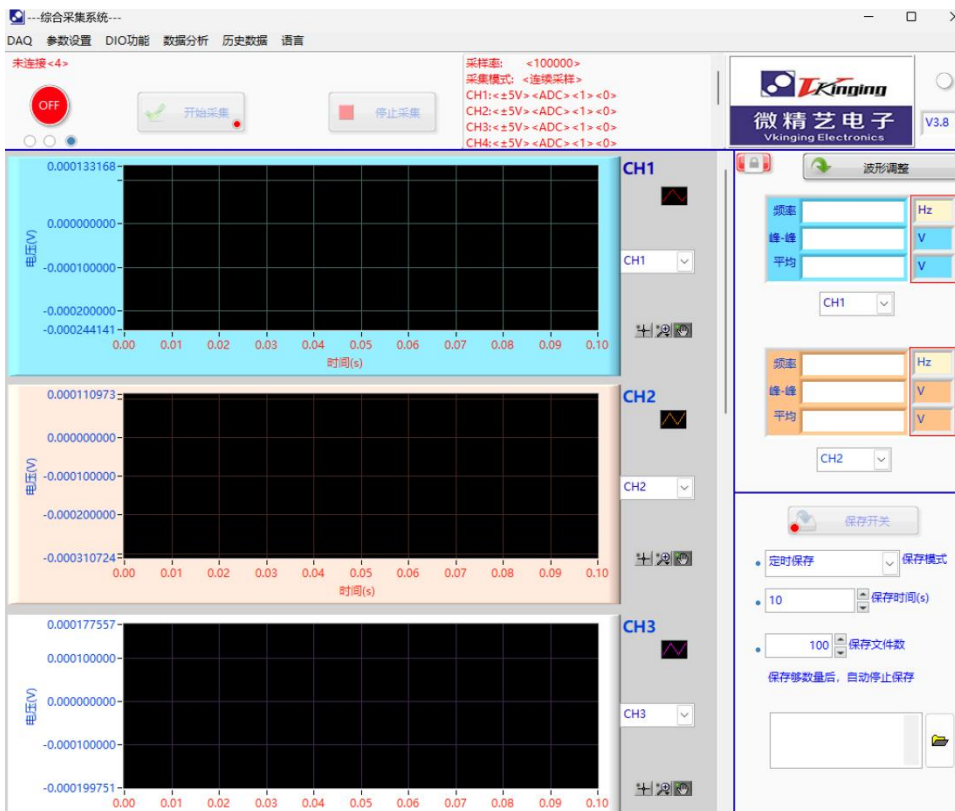 ---综合采集系统---
DAQ 参数设置 DIO功能 数据分析 历史数据 语言
未连接<4>
OFF
开始采集
停止采集
采样率: <100000>
采集模式: <连续采样>
CH1:<±5V><ADC><1><0>
CH2:<±5V><ADC><1><0>
CH3:<±5V><ADC><1><0>
CH4:<±5V><ADC><1><0>
VKinging
微精艺电子
Vkinging Electronics
V3.8
0.000133168
0.000000000
-0.000100000
-0.000200000
-0.000244141
电压(V)
0.00 0.01 0.02 0.03 0.04 0.05 0.06 0.07 0.08 0.09 0.10
时间(s)
CH1
CH1
0.000110973
0.000000000
-0.000100000
-0.000200000
-0.000310724
电压(V)
0.00 0.01 0.02 0.03 0.04 0.05 0.06 0.07 0.08 0.09 0.10
时间(s)
CH2
CH2
0.000177557
0.000100000
0.000000000
-0.000100000
-0.000199751
电压(V)
0.00 0.01 0.02 0.03 0.04 0.05 0.06 0.07 0.08 0.09 0.10
CH3
CH3
波形调整
频率 Hz
峰-峰 V
平均 V
CH1
频率 Hz
峰-峰 V
平均 V
CH2
保存开关
定时保存 保存模式
10 保存时间(s)
100 保存文件数
保存够数量后，自动停止保存